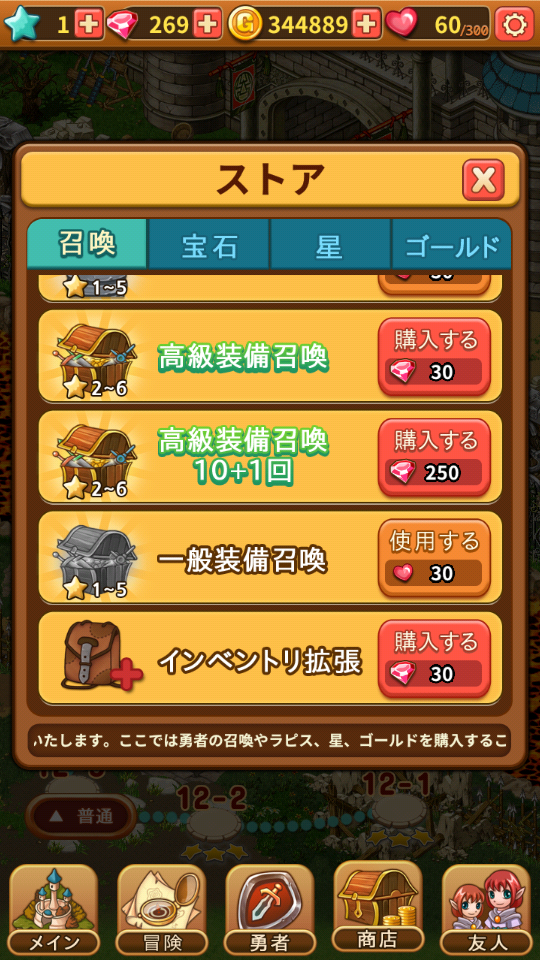 1 269 344889 60/300
ストア
召喚 宝石 星 ゴールド
1~5
高級装備召喚 購入する
2~6 30
高級装備召喚 購入する
10+1回 250
2~6
一般装備召喚 使用する
1~5 30
インベントリ拡張 購入する
30
いたします。ここでは勇者の召喚やラピス、星、ゴールドを購入するこ
12-2 12-1
▲ 普通
メイン 冒険 勇者 商店 友人